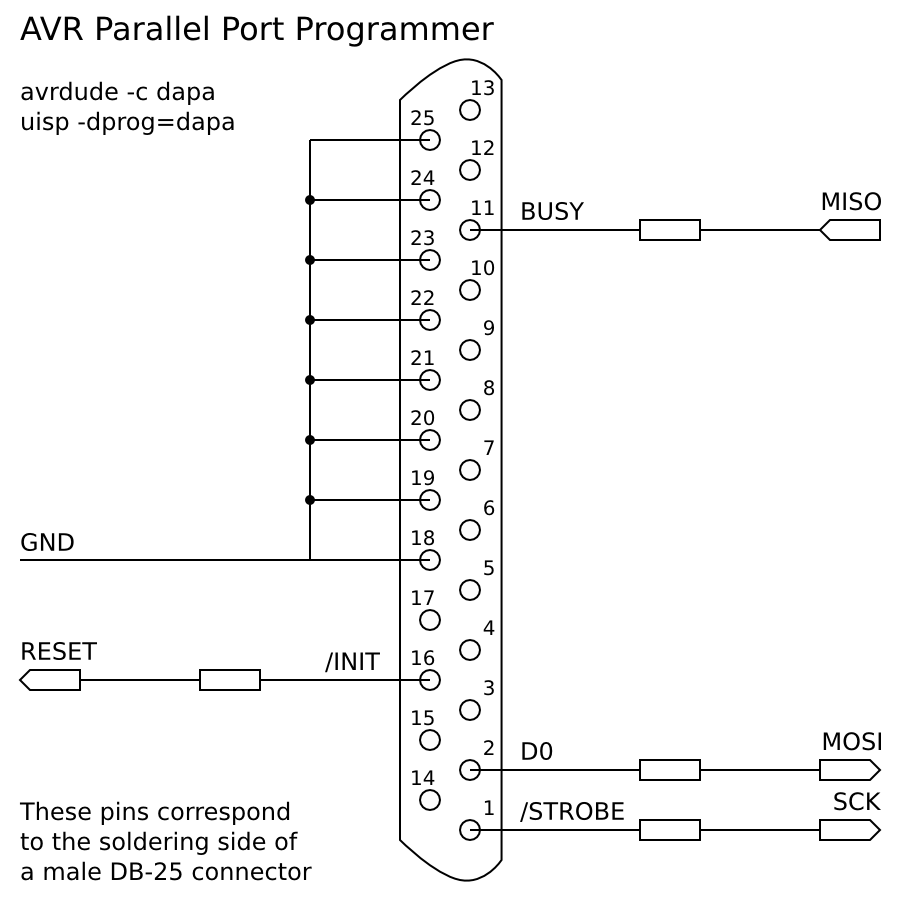 AVR Parallel Port Programmer
avrdude -c dapa
uisp -dprog=dapa
13
25
12
24
MISO
11
BUSY
23
10
22
9
21
8
20
7
19
6
18
GND
5
17
4
RESET
/INIT
16
3
15
MOSI
2
D0
14
SCK
1
/STROBE
These pins correspond
to the soldering side of
a male DB-25 connector